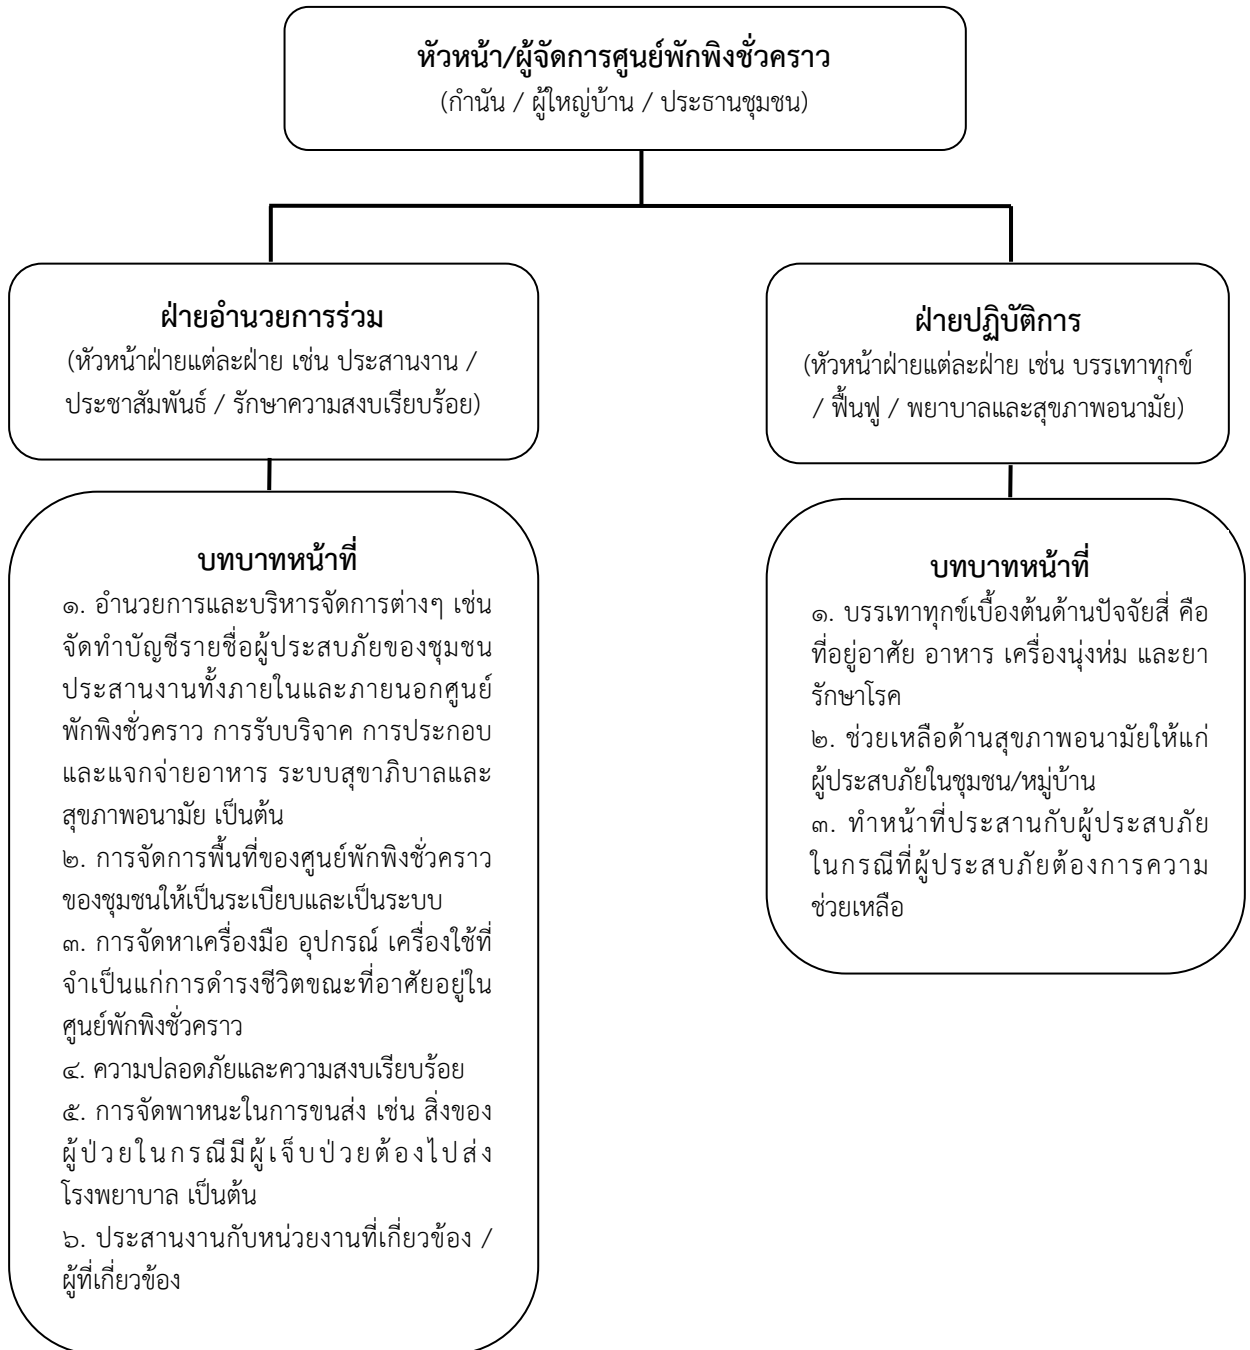 หัวหน้า/ผู้จัดการศูนย์พักพิงชั่วคราว
(กำนัน / ผู้ใหญ่บ้าน / ประธานชุมชน)
ฝ่ายอำนวยการร่วม
(หัวหน้าฝ่ายแต่ละฝ่าย เช่น ประสานงาน /
ประชาสัมพันธ์ / รักษาความสงบเรียบร้อย)
บทบาทหน้าที่
๑. อำนวยการและบริหารจัดการต่างๆ เช่น
จัดทำบัญชีรายชื่อผู้ประสบภัยของชุมชน
ประสานงานทั้งภายในและภายนอกศูนย์
พักพิงชั่วคราว การรับบริจาค การประกอบ
และแจกจ่ายอาหาร ระบบสุขาภิบาลและ
สุขภาพอนามัย เป็นต้น
๒. การจัดการพื้นที่ของศูนย์พักพิงชั่วคราว
ของชุมชนให้เป็นระเบียบและเป็นระบบ
๓. การจัดหาเครื่องมือ อุปกรณ์ เครื่องใช้ที่
จำเป็นแก่การดำรงชีวิตขณะที่อาศัยอยู่ใน
ศูนย์พักพิงชั่วคราว
๔. ความปลอดภัยและความสงบเรียบร้อย
๕. การจัดพาหนะในการขนส่ง เช่น สิ่งของ
ผู้ป่วยในกรณีมีผู้เจ็บป่วยต้องไปส่ง
โรงพยาบาล เป็นต้น
๖. ประสานงานกับหน่วยงานที่เกี่ยวข้อง /
ผู้ที่เกี่ยวข้อง
ฝ่ายปฏิบัติการ
(หัวหน้าฝ่ายแต่ละฝ่าย เช่น บรรเทาทุกข์
/ ฟื้นฟู / พยาบาลและสุขภาพอนามัย)
บทบาทหน้าที่
๑. บรรเทาทุกข์เบื้องต้นด้านปัจจัยสี่ คือ
ที่อยู่อาศัย อาหาร เครื่องนุ่งห่ม และยา
รักษาโรค
๒. ช่วยเหลือด้านสุขภาพอนามัยให้แก่
ผู้ประสบภัยในชุมชน/หมู่บ้าน
๓. ทำหน้าที่ประสานกับผู้ประสบภัย
ในกรณีที่ผู้ประสบภัยต้องการความ
ช่วยเหลือ